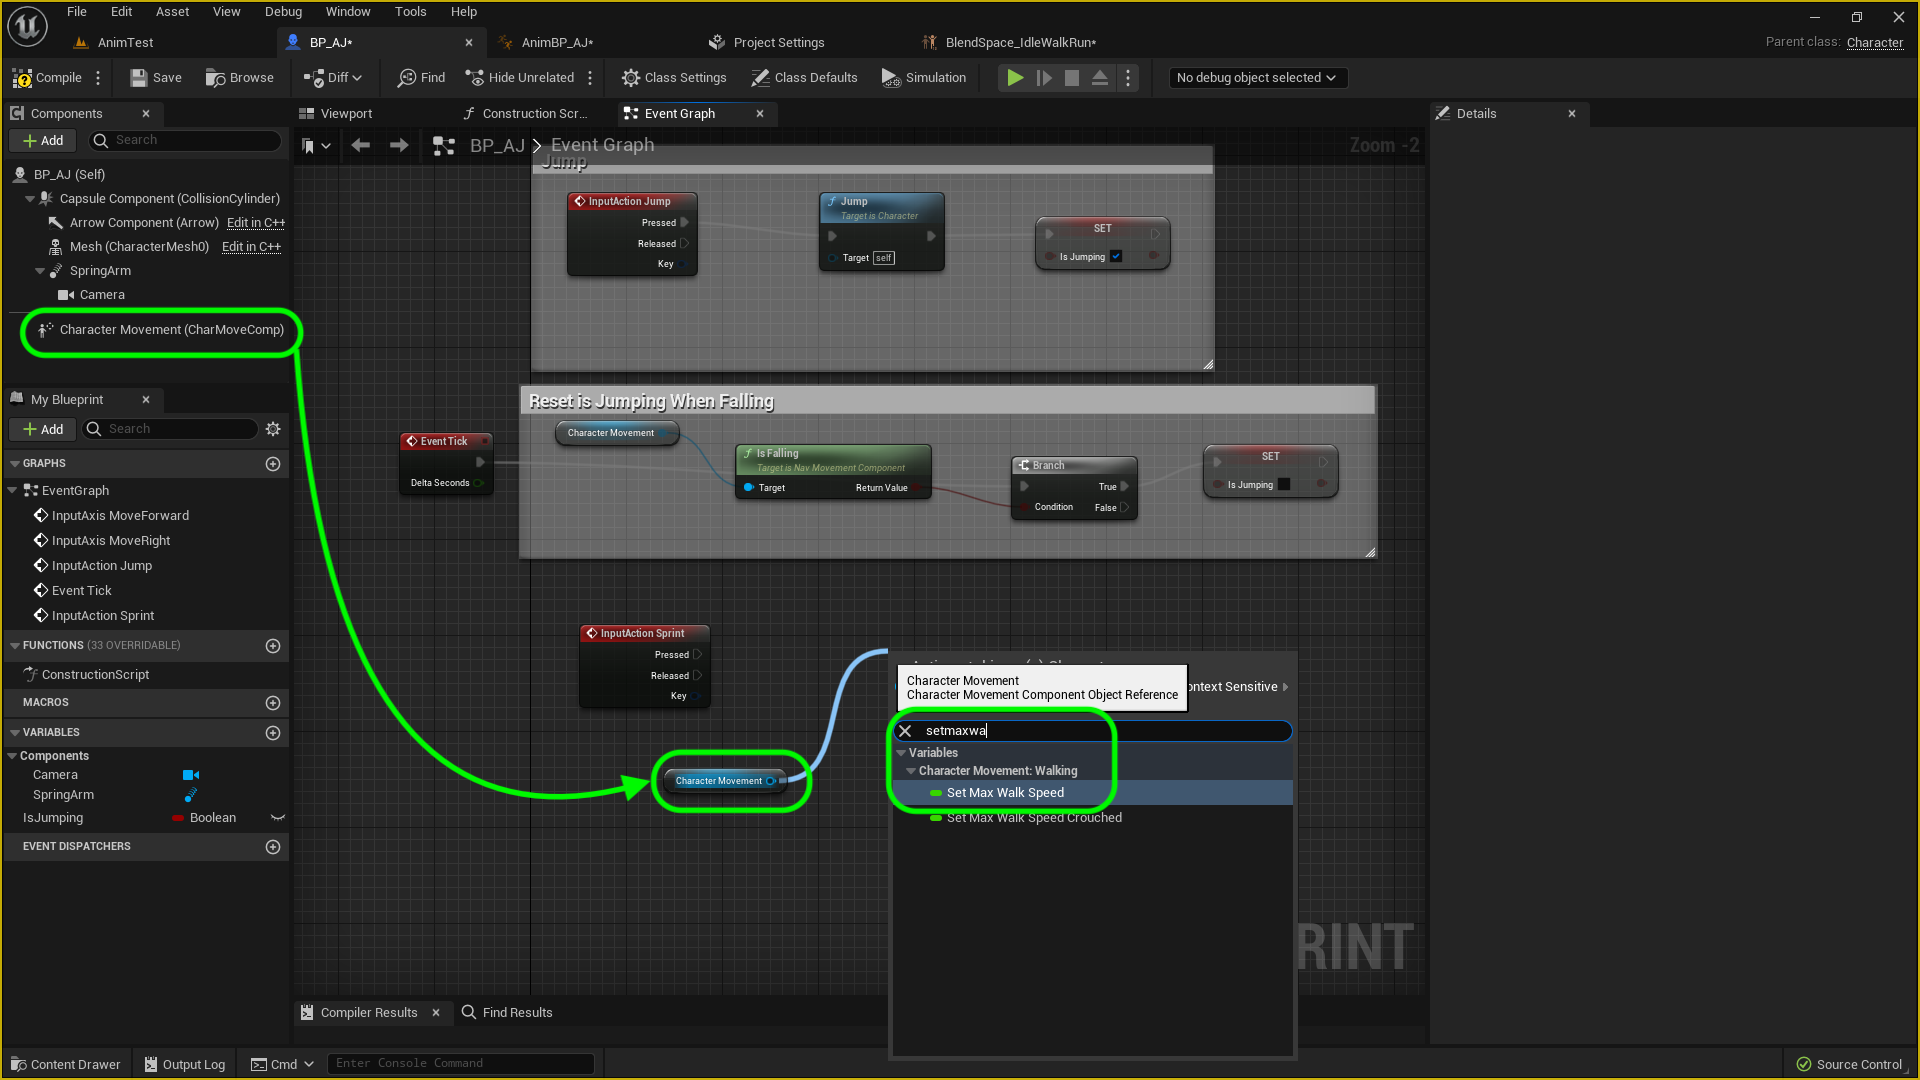 File Edit Asset View Debug Window Tools Help
AnimTest
BP_AJ*
AnimBP_AJ*
Project Settings
BlendSpace_IdleWalkRun*
Parent class: Character
Compile
Save
Browse
Diff
Find
Hide Unrelated
Class Settings
Class Defaults
Simulation
No debug object selected
Components
Viewport
Construction Scr...
Event Graph
Details
Add
Search
BP_AJ > Event Graph
Zoom -2
BP_AJ (Self)
Capsule Component (CollisionCylinder)
Arrow Component (Arrow) Edit in C++
Mesh (CharacterMesh0) Edit in C++
SpringArm
Camera
Character Movement (CharMoveComp)
Jump
InputAction Jump
Pressed
Released
Key
Jump
Target is Character
Target self
SET
Is Jumping
My Blueprint
Add
Search
GRAPHS
EventGraph
InputAxis MoveForward
InputAxis MoveRight
InputAction Jump
Event Tick
InputAction Sprint
FUNCTIONS (33 OVERRIDABLE)
ConstructionScript
MACROS
VARIABLES
Components
Camera
SpringArm
IsJumping Boolean
EVENT DISPATCHERS
Reset is Jumping When Falling
Event Tick
Delta Seconds
Character Movement
Is Falling
Target is Nav Movement Component
Target Return Value
Branch
True
Condition False
SET
Is Jumping
InputAction Sprint
Pressed
Released
Key
Character Movement
Character Movement
Character Movement Component Object Reference
ontext Sensitive
setmaxwa
Variables
Character Movement: Walking
Set Max Walk Speed
Set Max Walk Speed Crouched
RINT
Compiler Results
Find Results
Content Drawer
Output Log
Cmd
Enter Console Command
Source Control